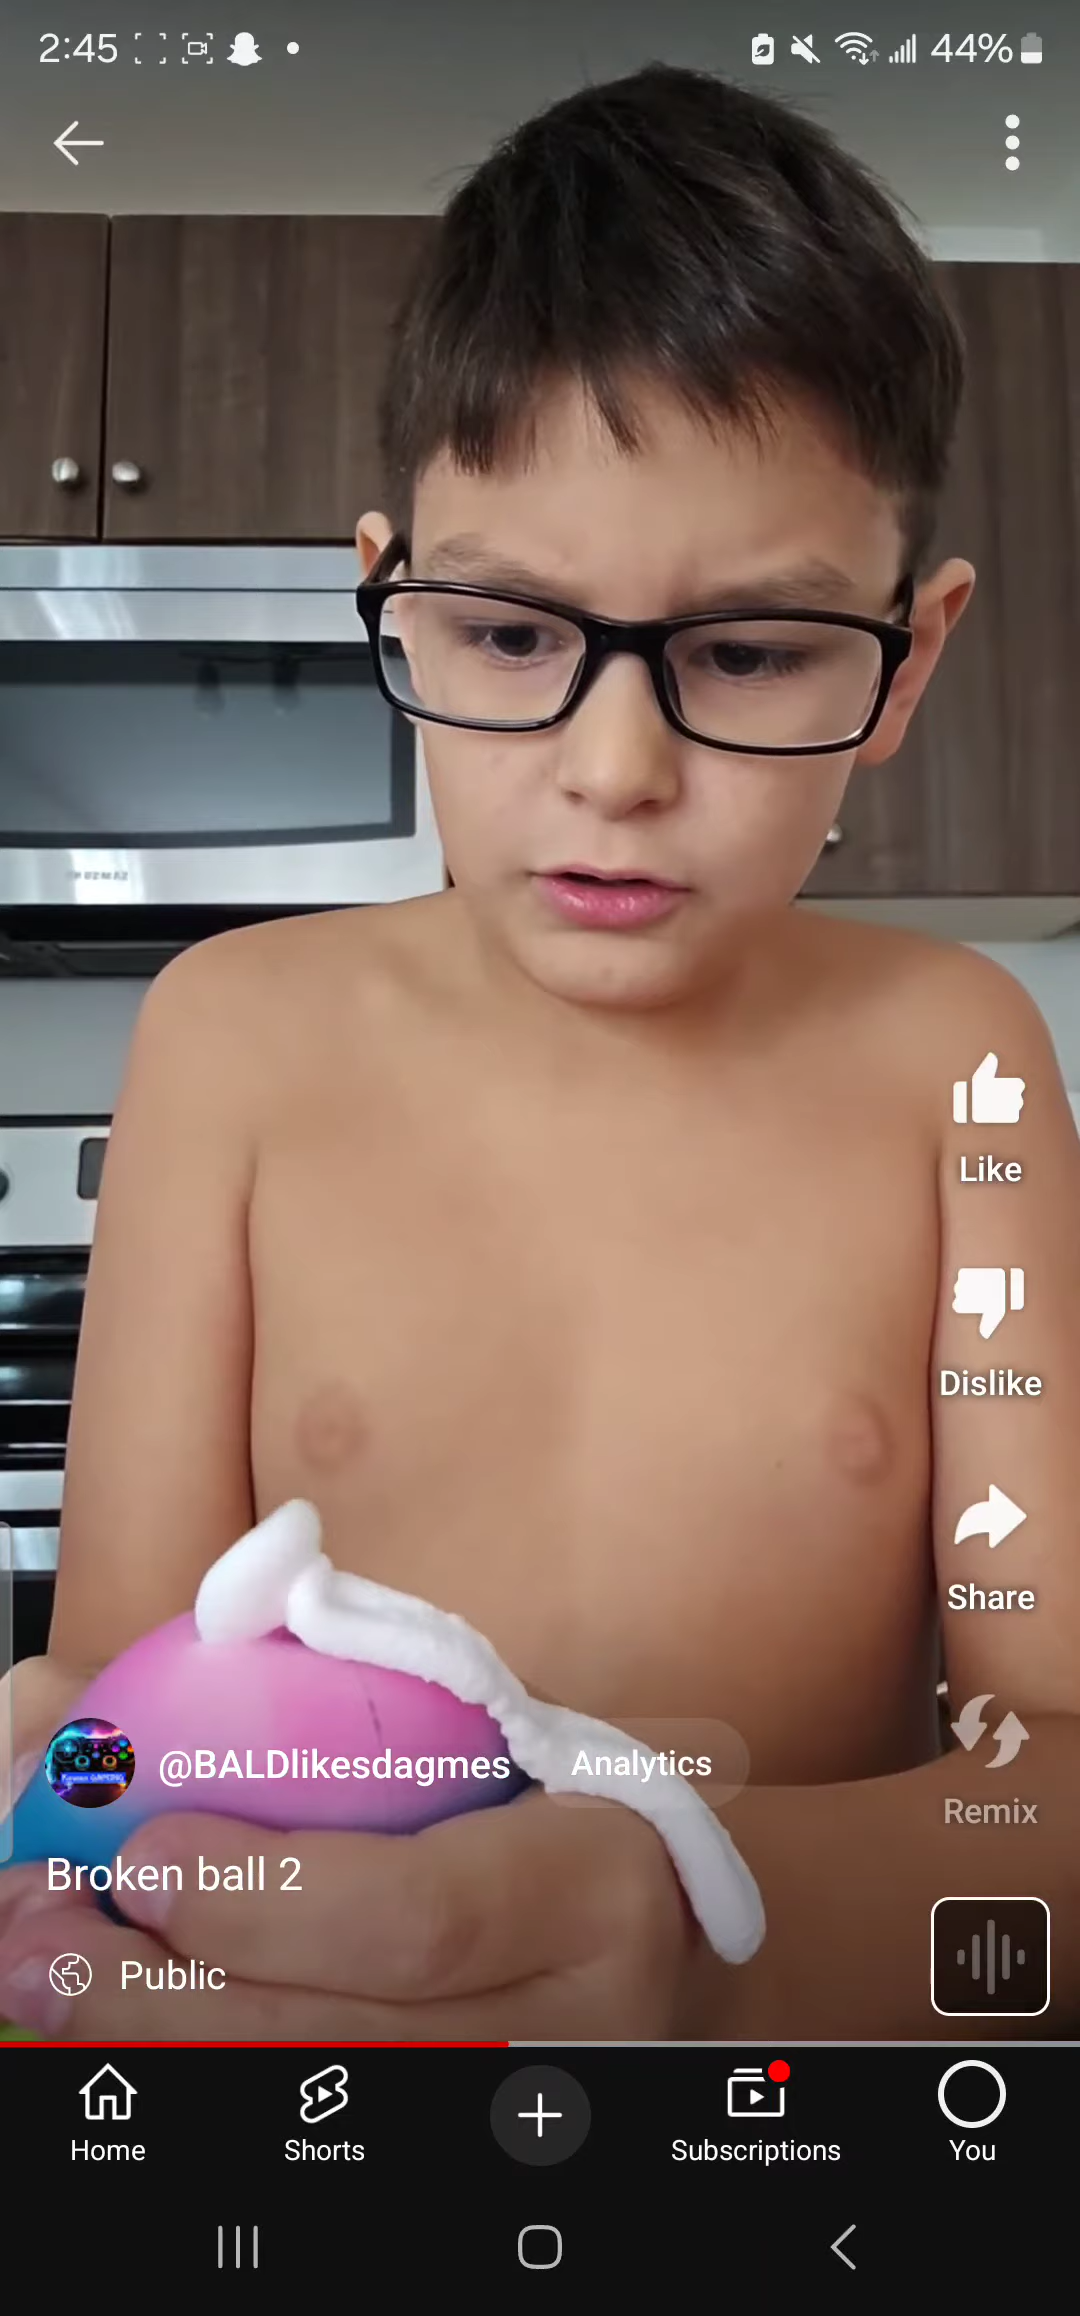 2:45
44%
Like
Dislike
Share
@BALDlikesdagmes
Analytics
Remix
Broken ball 2
Public
Home
Shorts
Subscriptions
You